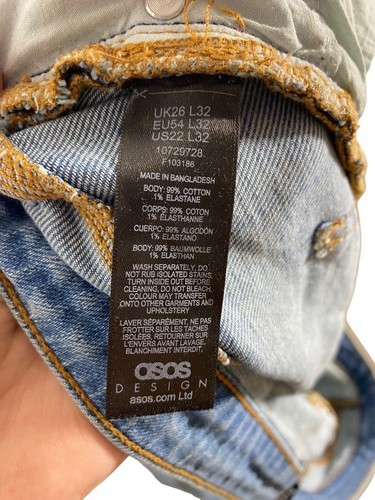 UK26 L32
EU54 L32
US22 L32
10729728
F103186
MADE IN BANGLADESH
BODY: 99% COTTON
1% ELASTANE
CORPS: 99% COTON
1% ELASTHANNE
CUERPO: 99% ALGODÓN
1% ELASTANO
BODY: 99% BAUMWOLLE
1% ELASTHAN
WASH SEPARATELY, DO
NOT RUB ISOLATED STAINS.
TURN INSIDE OUT BEFORE
CLEANING, DO NOT BLEACH.
COLOUR MAY TRANSFER
ONTO OTHER GARMENTS AND
UPHOLSTERY
LAVER SÉPARÉMENT, NE PAS
FROTTER SUR LES TACHES
ISOLÉES. RETOURNER SUR
L'ENVERS AVANT LAVAGE.
BLANCHIMENT INTERDIT.
asos
DESIGN
asos.com Ltd